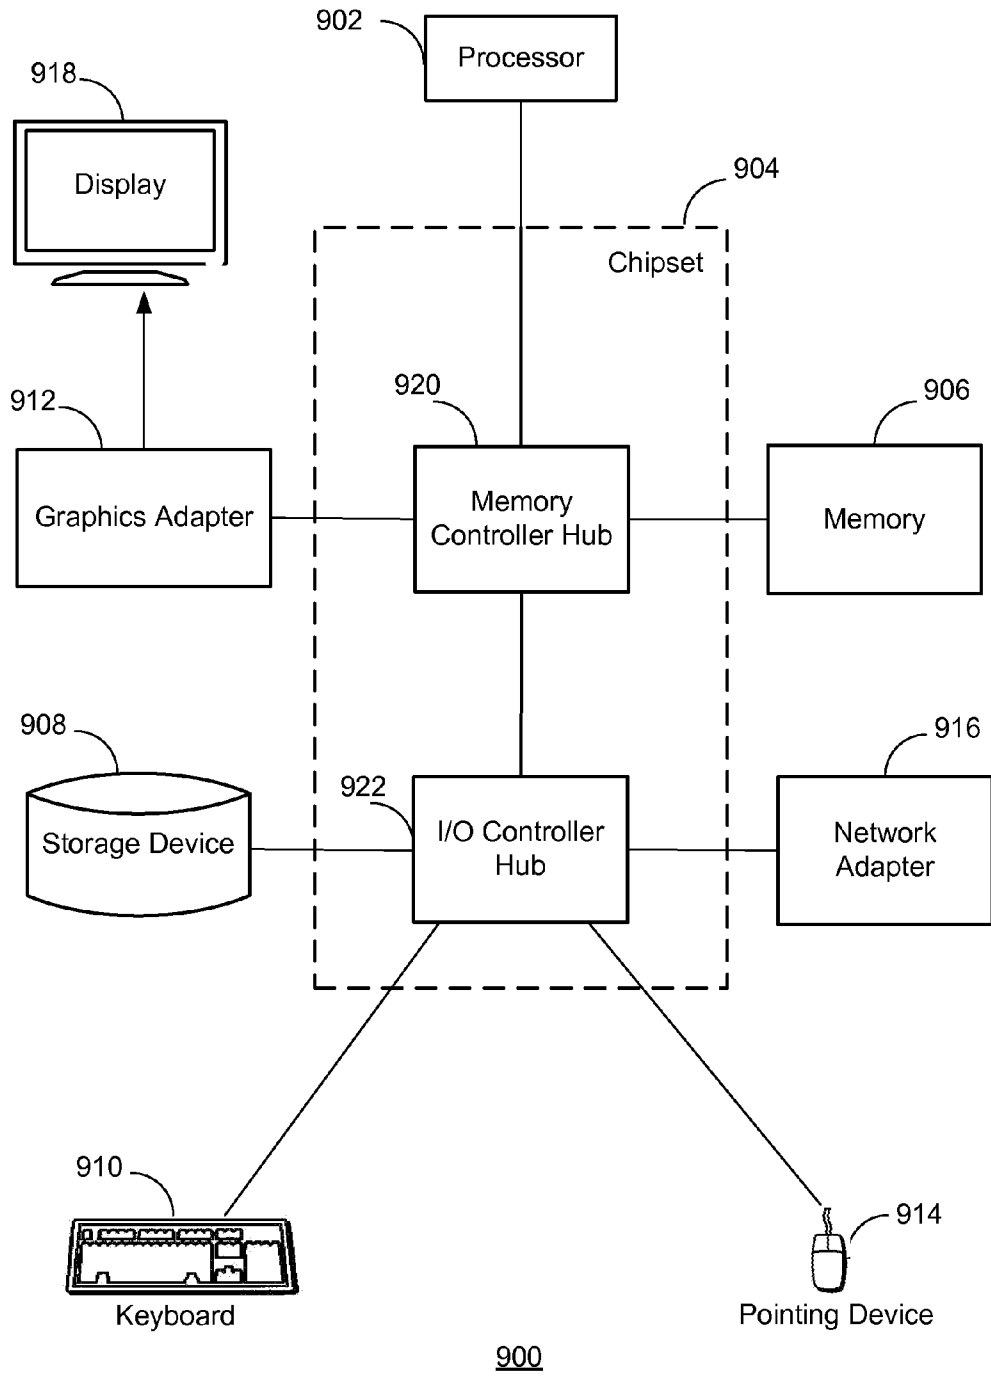 902
Processor
918
Display
904
Chipset
920
906
912
Memory
Controller Hub
Graphics Adapter
Memory
908
916
922
I/O Controller
Hub
Storage Device
Network
Adapter
910
914
Keyboard
Pointing Device
900